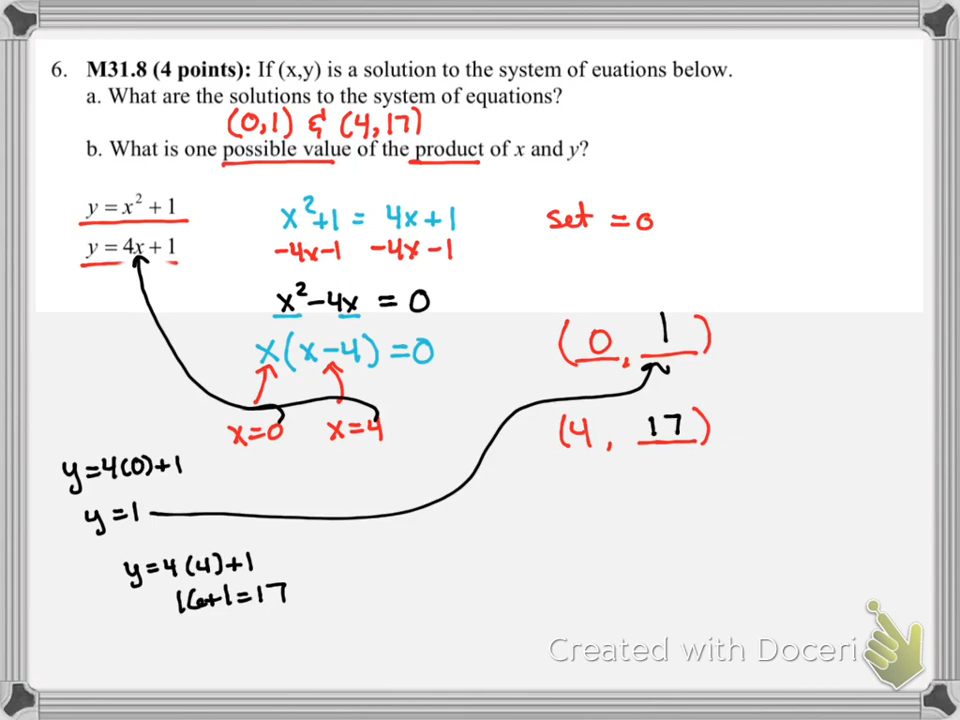 6. M31.8 (4 points): If (x,y) is a solution to the system of euations below.
a. What are the solutions to the system of equations?
(0,1) & (4,17)
b. What is one possible value of the product of x and y?
y = x² + 1
y = 4x + 1
x²+1 = 4x+1
-4x-1 -4x-1
set = 0
x²-4x = 0
x(x-4)=0
x=0 x=4
(0, 1)
(4, 17)
y=4(0)+1
y=1
y=4(4)+1
16+1=17
Created with Doceri